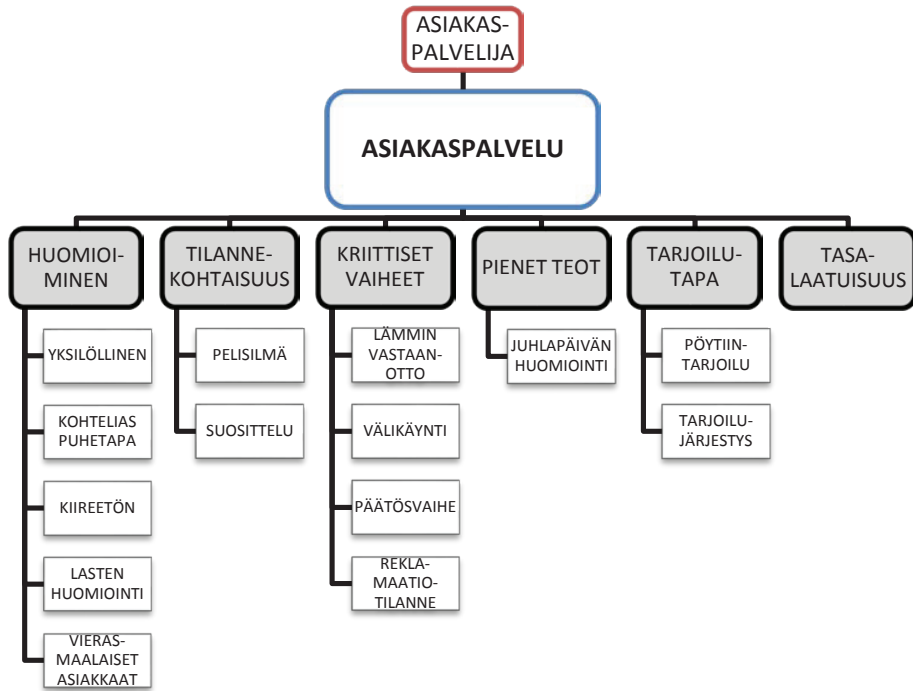 ASIAKAS-
PALVELIJA
ASIAKASPALVELU
HUOMIOI-
MINEN
YKSILÖLLINEN
KOHTELIAS
PUHETAPA
KIIREETÖN
LASTEN
HUOMIOINTI
VIERAS-
MAALAISET
ASIAKKAAT
TILANNE-
KOHTAISUUS
PELISILMÄ
SUOSITTELU
KRIITTISET
VAIHEET
LÄMMIN
VASTAAN-
OTTO
VÄLIKÄYNTI
PÄÄTÖSVAIHE
REKLA-
MAATIO-
TILANNE
PIENET TEOT
JUHLAPÄIVÄN
HUOMIOINTI
TARJOILU-
TAPA
PÖYTIIN-
TARJOILU
TARJOILU-
JÄRJESTYS
TASA-
LAATUISUUS